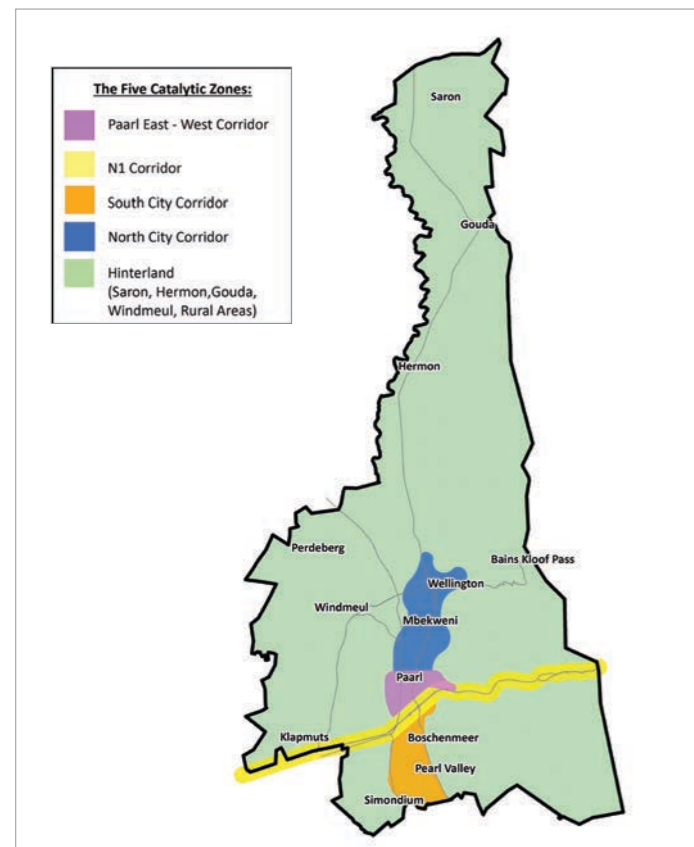 The Five Catalytic Zones:
Paarl East - West Corridor
N1 Corridor
South City Corridor
North City Corridor
Hinterland
(Saron, Hermon,Gouda,
Windmeul, Rural Areas)
Saron
Gouda
Hermon
Perdeberg
Bains Kloof Pass
Wellington
Windmeul
Mbekweni
Paarl
Klapmuts
Boschenmeer
Pearl Valley
Simondium